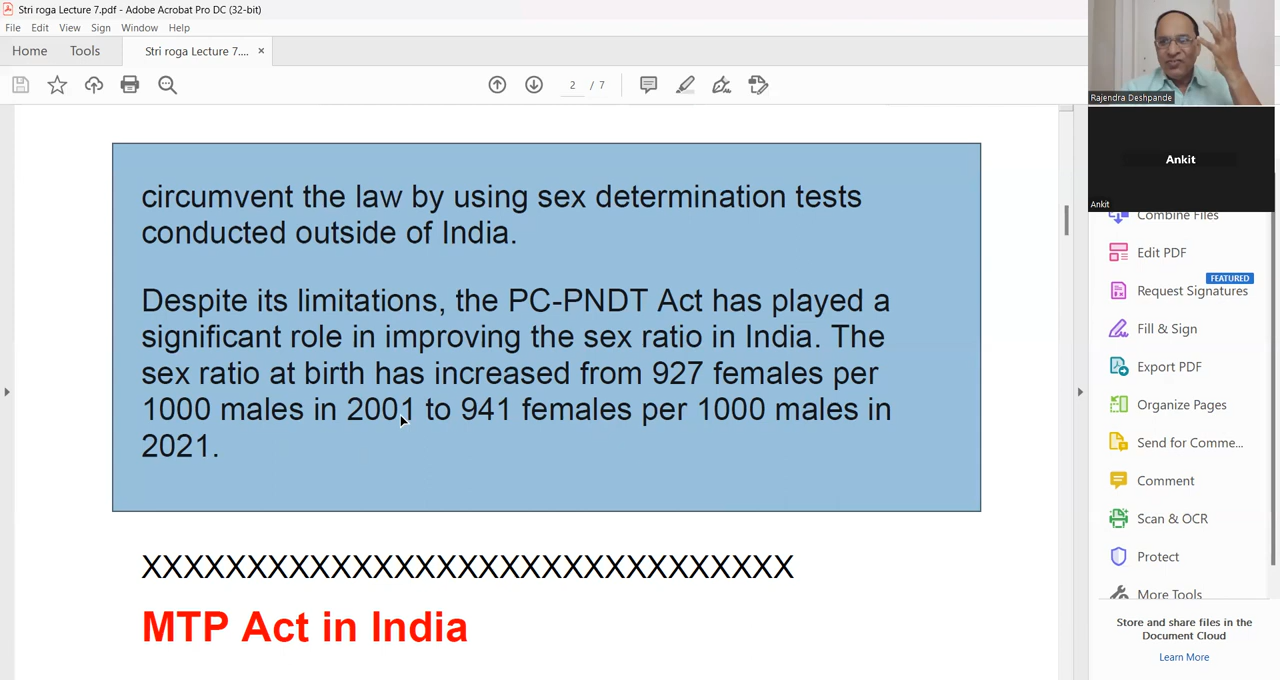 Stri roga Lecture 7.pdf - Adobe Acrobat Pro DC (32-bit)
File Edit View Sign Window Help
Home Tools Stri roga Lecture 7.... ×
2 / 7
circumvent the law by using sex determination tests
conducted outside of India.
Despite its limitations, the PC-PNDT Act has played a
significant role in improving the sex ratio in India. The
sex ratio at birth has increased from 927 females per
1000 males in 2001 to 941 females per 1000 males in
2021.
XXXXXXXXXXXXXXXXXXXXXXXXXXXXXXX
MTP Act in India
Rajendra Deshpande
Ankit
Ankit
Combine Files
Edit PDF
FEATURED
Request Signatures
Fill & Sign
Export PDF
Organize Pages
Send for Comme...
Comment
Scan & OCR
Protect
More Tools
Store and share files in the
Document Cloud
Learn More